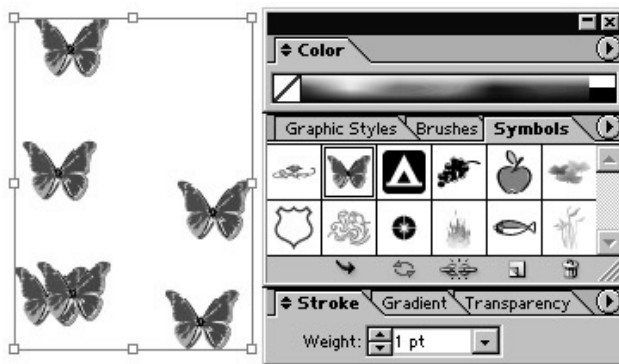 Color
Graphic Styles Brushes Symbols
Stroke Gradient Transparency
Weight: 1 pt